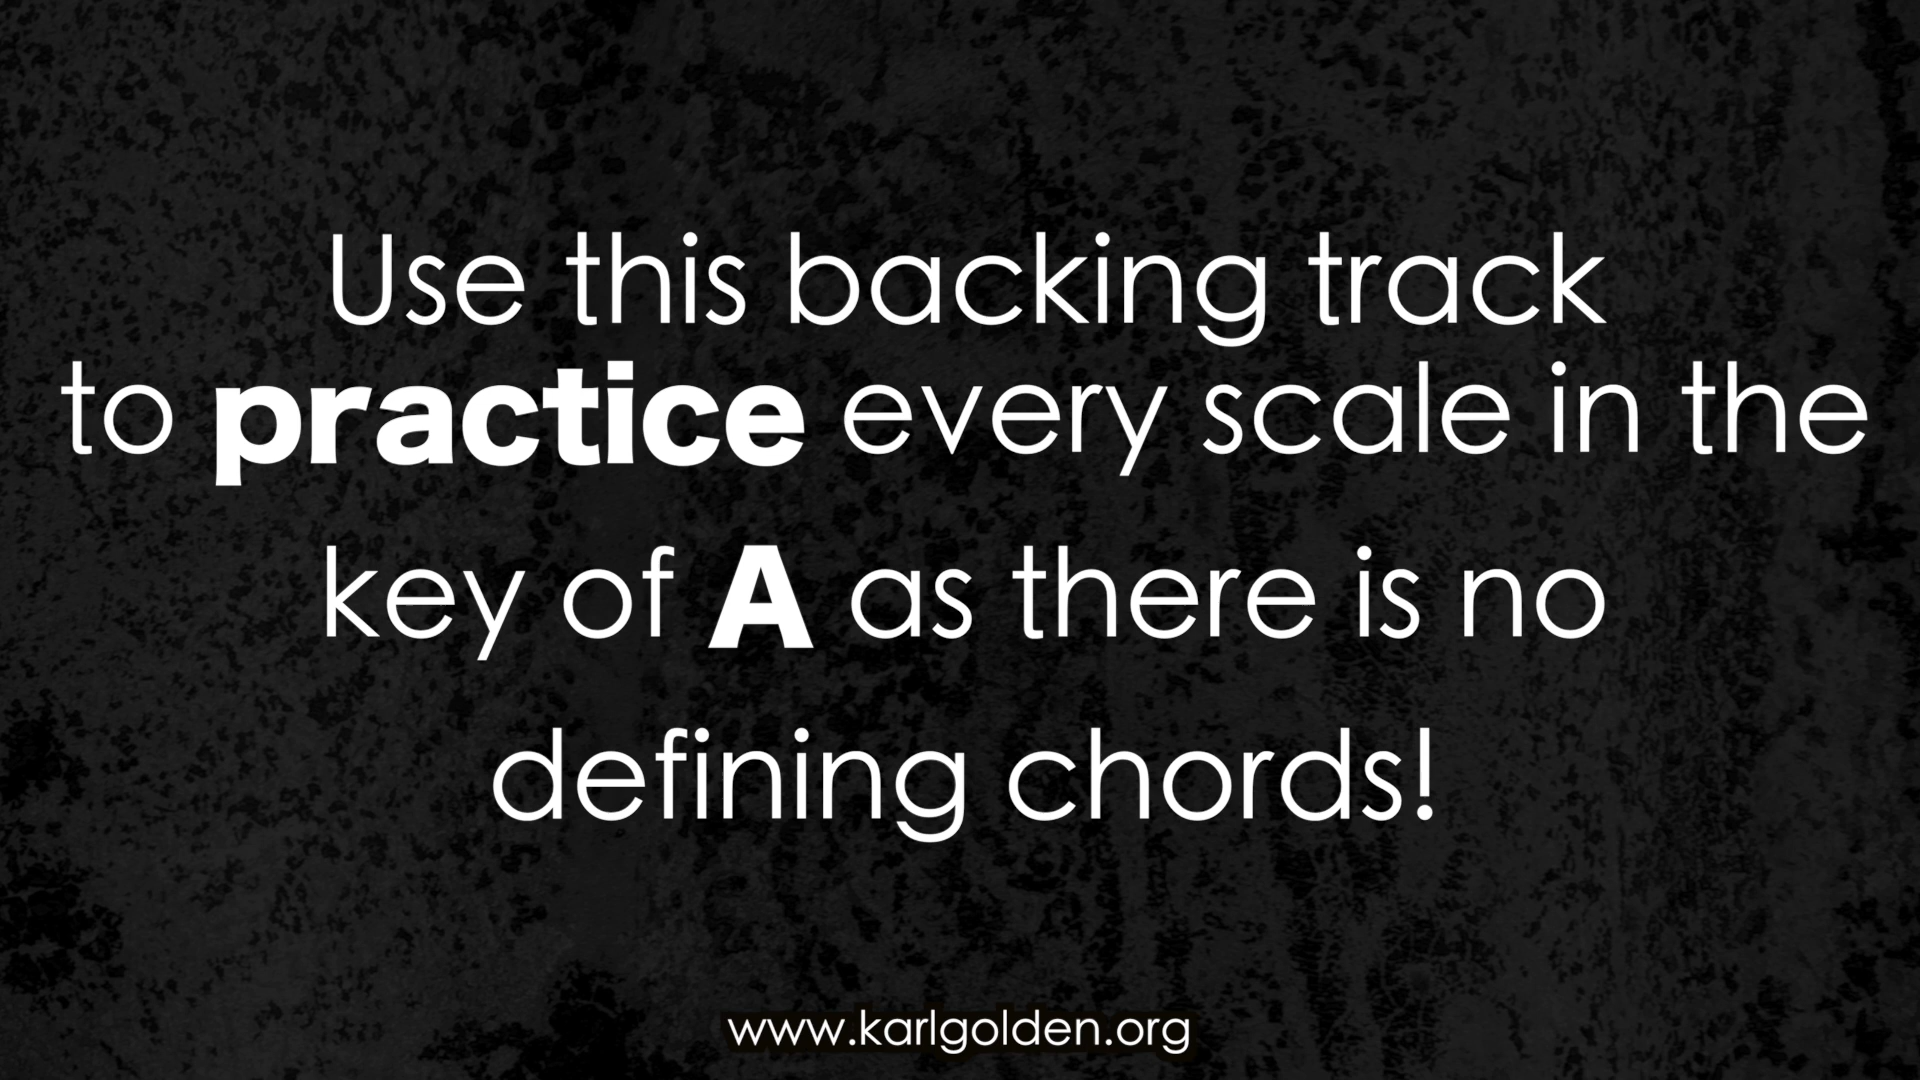 Use this backing track
to practice every scale in the
key of A as there is no
defining chords!
www.karlgolden.org